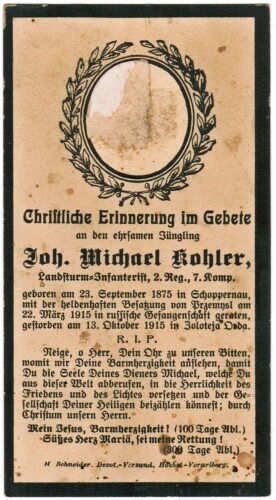 Christliche Erinnerung im Gebete
an den ehrsamen Jüngling
Joh. Michael Kohler,
Landsturm-Infanterist, 2. Reg., 7. Komp.
geboren am 23. September 1875 in Schoppernau,
mit der heldenhaften Besatzung von Przemysl am
22. März 1915 in russische Gefangenschaft geraten,
gestorben am 13. Oktober 1915 in Zoloteja Orda.
R. I. P.
Neige, o Herr, Dein Ohr zu unseren Bitten,
womit wir Deine Barmherzigkeit anflehen, damit
Du die Seele Deines Dieners Michael, welche Du
aus dieser Welt abberufen, in die Herrlichkeit des
Friedens und des Lichtes versetzen und der Ge-
sellschaft Deiner Heiligen beizählen könnest; durch
Christum unsern Herrn.
Mein Jesus, Barmherzigkeit! (100 Tage Abl.)
Süßes Herz Mariä, sei meine Rettung!
(300 Tage Abl.)
H Schneider. Devot.-Versand, Höchst-Vorarlberg.